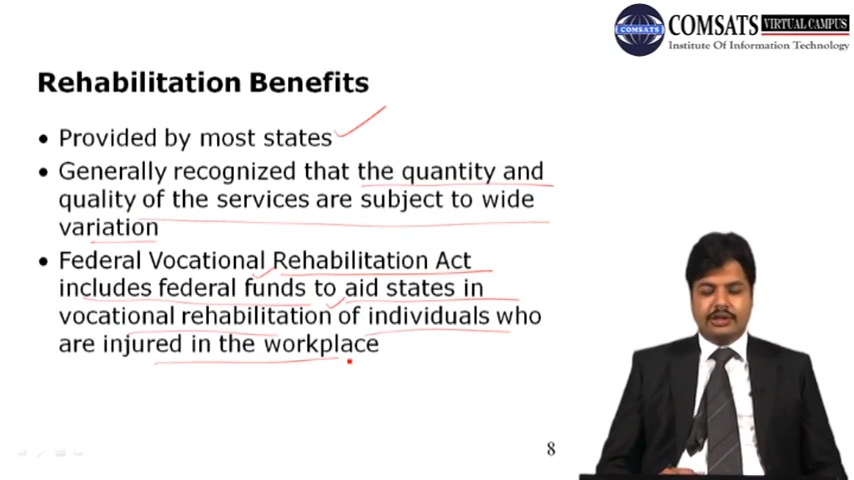 COMSATS
COMSATS VIRTUAL CAMPUS
Institute Of Information Technology
Rehabilitation Benefits
• Provided by most states
• Generally recognized that the quantity and
quality of the services are subject to wide
variation
• Federal Vocational Rehabilitation Act
includes federal funds to aid states in
vocational rehabilitation of individuals who
are injured in the workplace
8